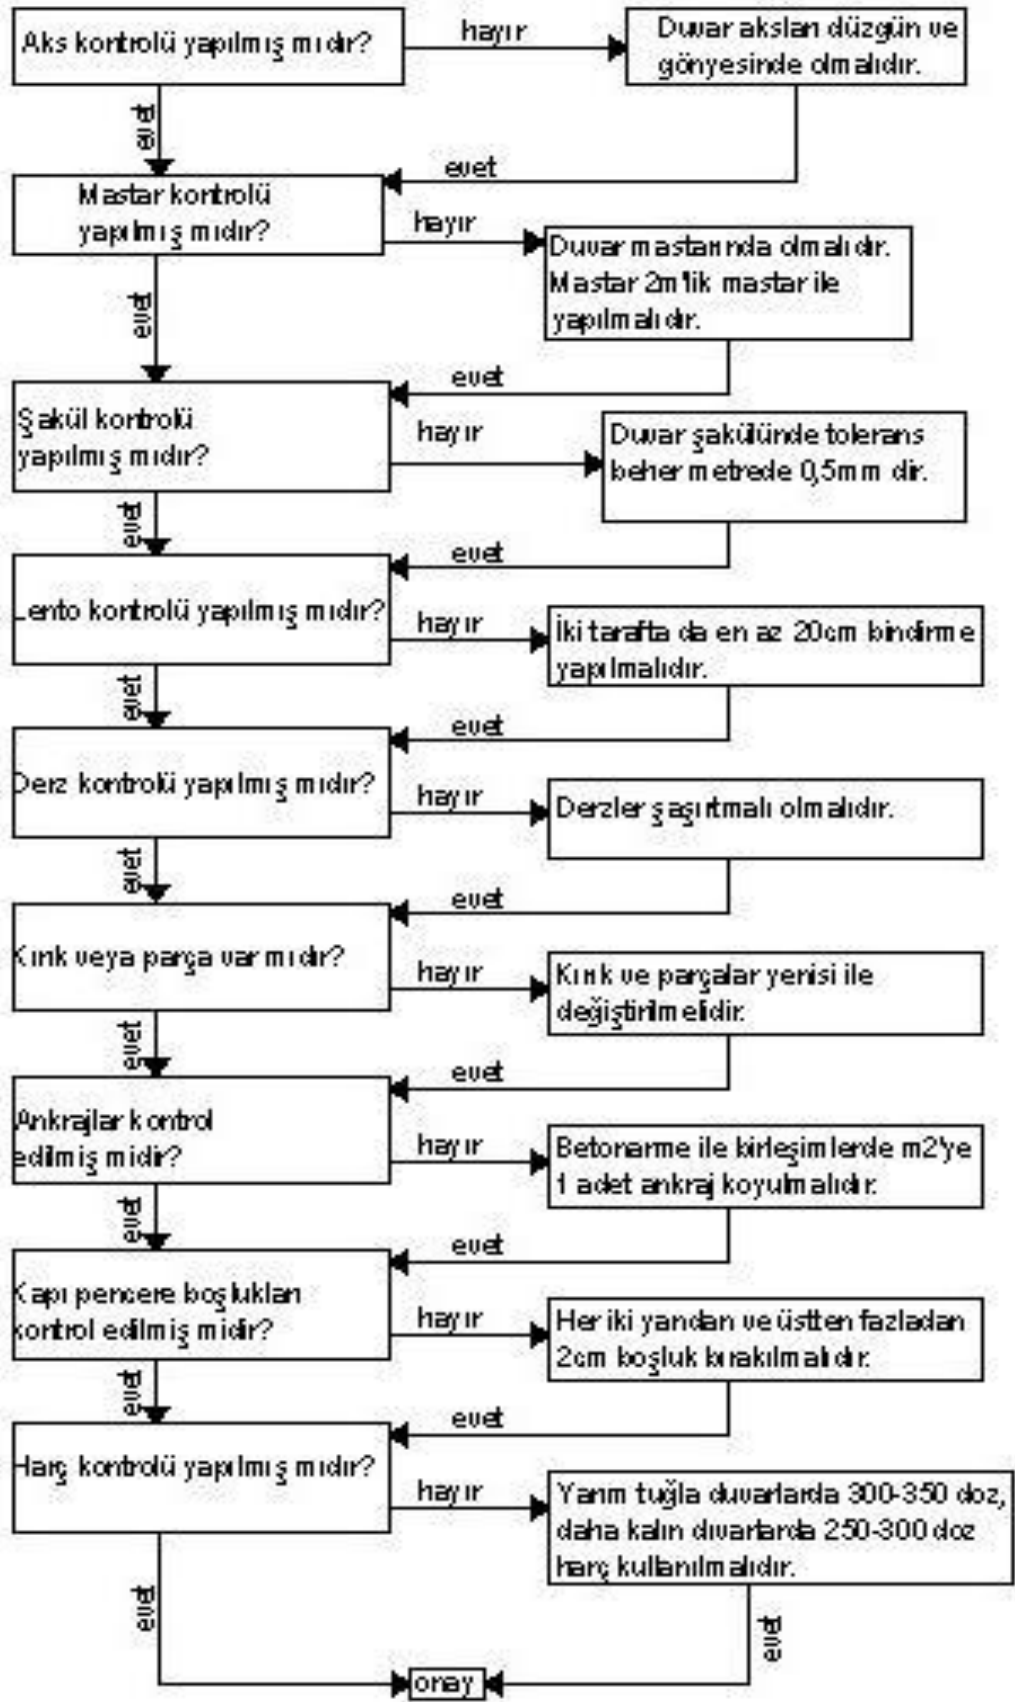 Aks kontrolü yapılmış mıdır?
hayır
Duvar aksları düzgün ve
gönyesinde olmalıdır.
evet
evet
Mastar kontrolü
yapılmış mıdır?
hayır
Duvar mastarında olmalıdır.
Mastar 2m'lik mastar ile
yapılmalıdır.
evet
evet
Şakül kontrolü
yapılmış mıdır?
hayır
Duvar şakülünde tolerans
beher metrede 0,5mm dir.
evet
evet
Lento kontrolü yapılmış mıdır?
hayır
İki tarafta da en az 20cm bindirme
yapılmalıdır.
evet
evet
Derz kontrolü yapılmış mıdır?
hayır
Derzler şaşırtmalı olmalıdır.
evet
evet
Kırık veya parça var mıdır?
hayır
Kırık ve parçalar yenisi ile
değiştirilmelidir.
evet
evet
Ankrajlar kontrol
edilmiş midir?
hayır
Betonarme ile birleşimlerde m2'ye
1 adet ankraj koyulmalıdır.
evet
evet
Kapı pencere boşlukları
kontrol edilmiş midir?
hayır
Her iki yandan ve üstten fazladan
2cm boşluk bırakılmalıdır.
evet
evet
Harç kontrolü yapılmış mıdır?
hayır
Yarım tuğla duvarlarda 300-350 doz,
daha kalın dıvarlarda 250-300 doz
harç kullanılmalıdır.
evet
evet
onay